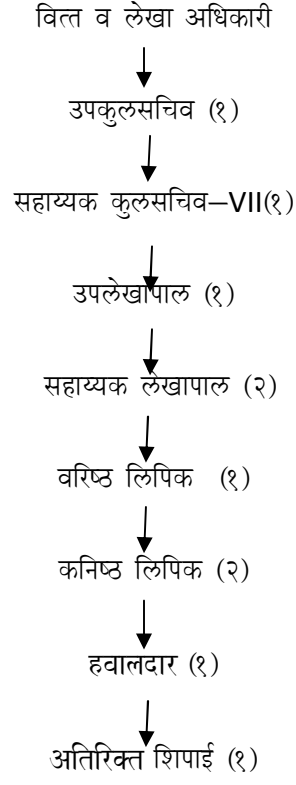 वित्त व लेखा अधिकारी
उपकुलसचिव (१)
सहाय्यक कुलसचिव–VII(१)
उपलेखापाल (१)
सहाय्यक लेखापाल (२)
वरिष्ठ लिपिक (१)
कनिष्ठ लिपिक (२)
हवालदार (१)
अतिरिक्त शिपाई (१)